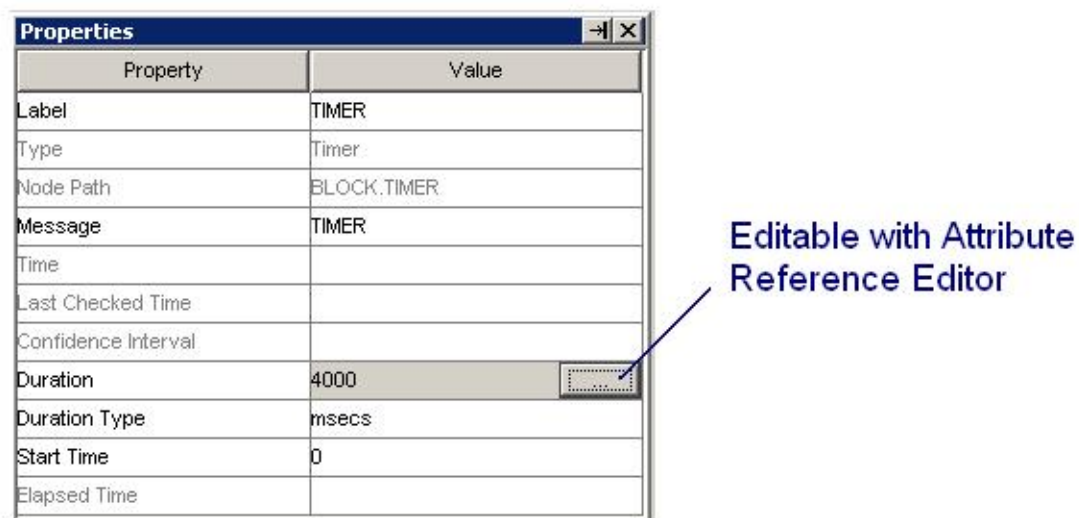 Properties
Property Value
Label TIMER
Type Timer
Node Path BLOCK.TIMER
Message TIMER
Time
Last Checked Time
Confidence Interval
Duration 4000 ...
Duration Type msecs
Start Time 0
Elapsed Time
Editable with Attribute
Reference Editor